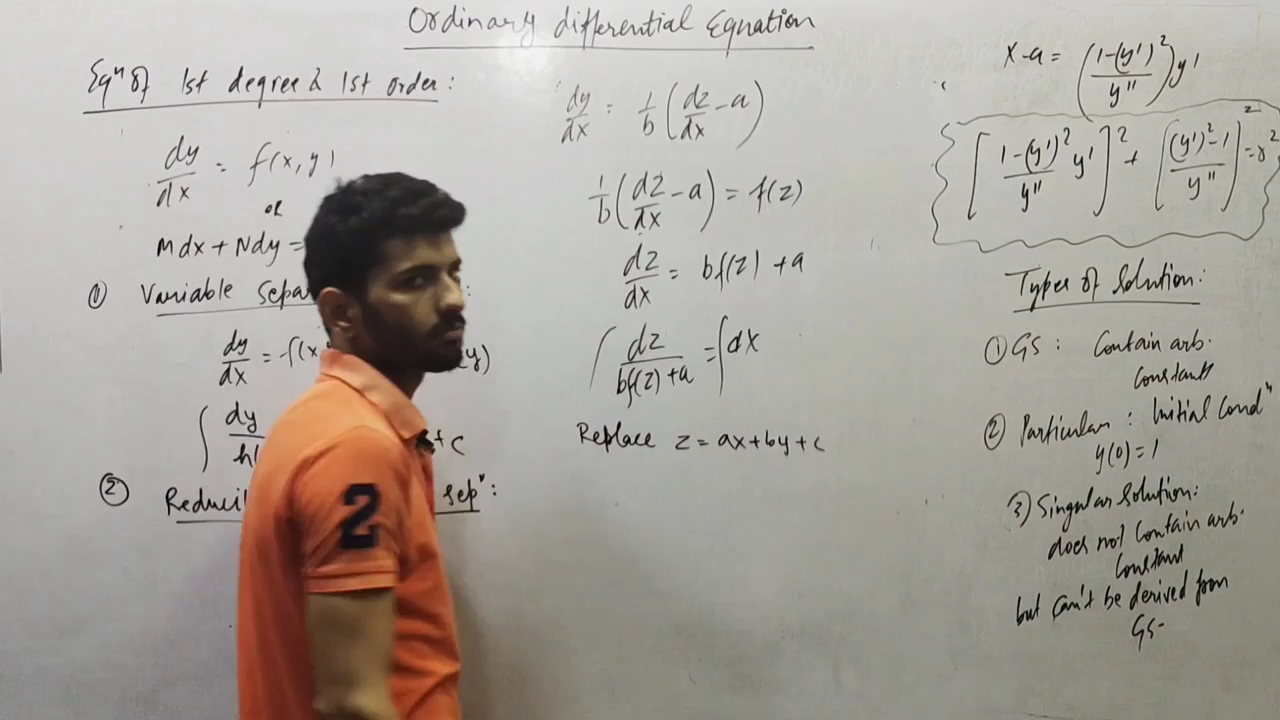 Ordinary differential Equation
Eqⁿ of 1st degree & 1st order:
dy/dx = f(x, y)
OR
Mdx + Ndy =
① Variable sepa
dy/dx = f(x
y)
∫ dy/h(
+ c
② Reduci
sepⁿ:
dy/dx = 1/b (dz/dx - a)
1/b (dz/dx - a) = f(z)
dz/dx = bf(z) + a
∫ dz/(bf(z) + a) = ∫ dx
Replace z = ax + by + c
x - a = ((1-(y')²)/y'') y'
[(1-(y')²)/y'' y']² + [((y')²-1)/y'']² = r²
Types of Solution:
① GS: Contain arb.
Constants
② Particular: Initial Condⁿ
y(0) = 1
③ Singular Solution:
does not Contain arb.
Constant
but can't be derived from
GS-
2